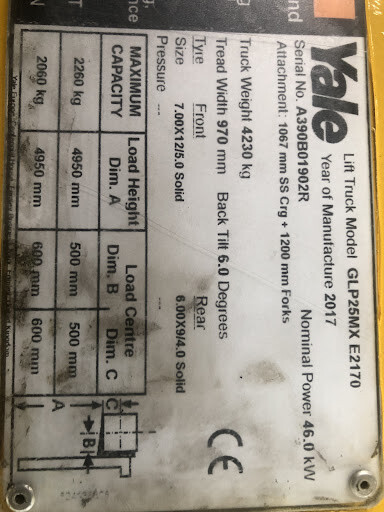 Yale
Lift Truck Model GLP25MX E2170
Year of Manufacture 2017
Serial No. A390B01902R Nominal Power 46.0 kW
Attachment: 1067 mm SS Crg + 1200 mm Forks
Truck Weight 4230 kg
Tread Width 970 mm Back Tilt 6.0 Degrees
Tyre Front Rear
Size 7.00X12/5.0 Solid 6.00X9/4.0 Solid
Pressure --- ---
MAXIMUM CAPACITY Load Height Dim. A Load Centre Dim. B Dim. C
2260 kg 4950 mm 500 mm 500 mm
2060 kg 4950 mm 600 mm 600 mm
CE
A
B
C